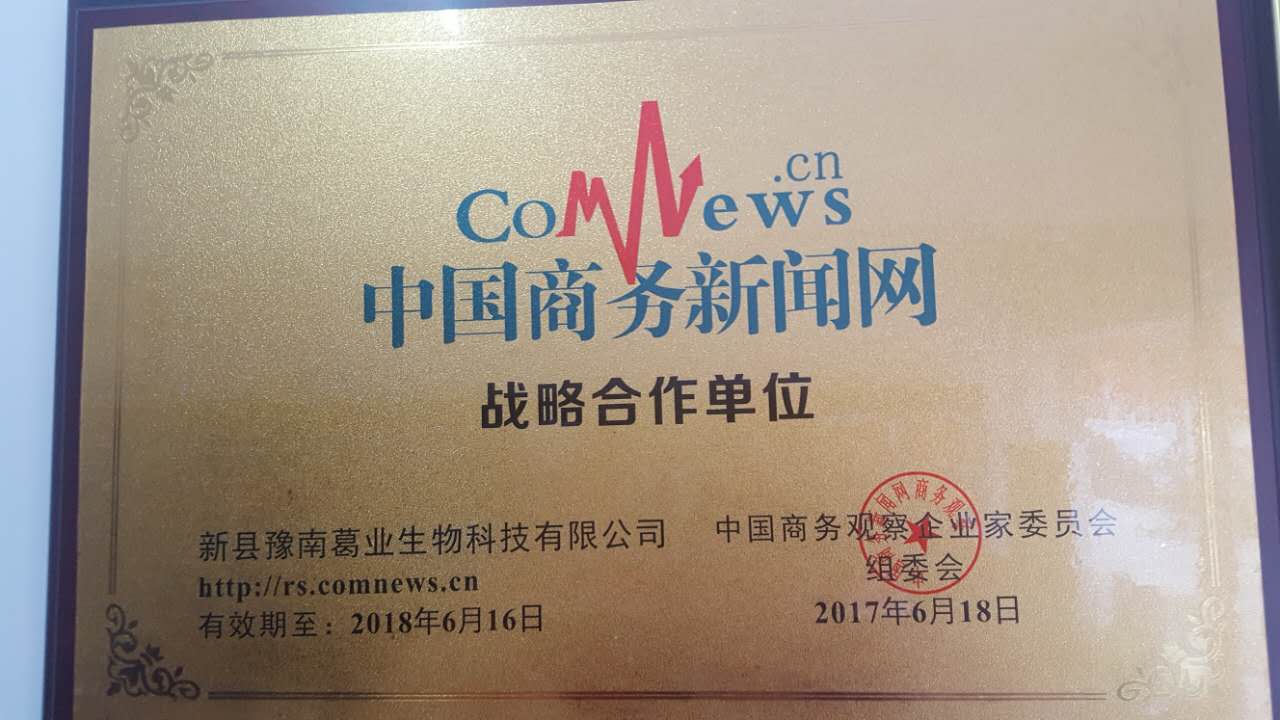 ComNews.cn
中国商务新闻网
战略合作单位
新县豫南葛业生物科技有限公司
http://rs.comnews.cn
有效期至：2018年6月16日
中国商务观察企业家委员会
组委会
2017年6月18日